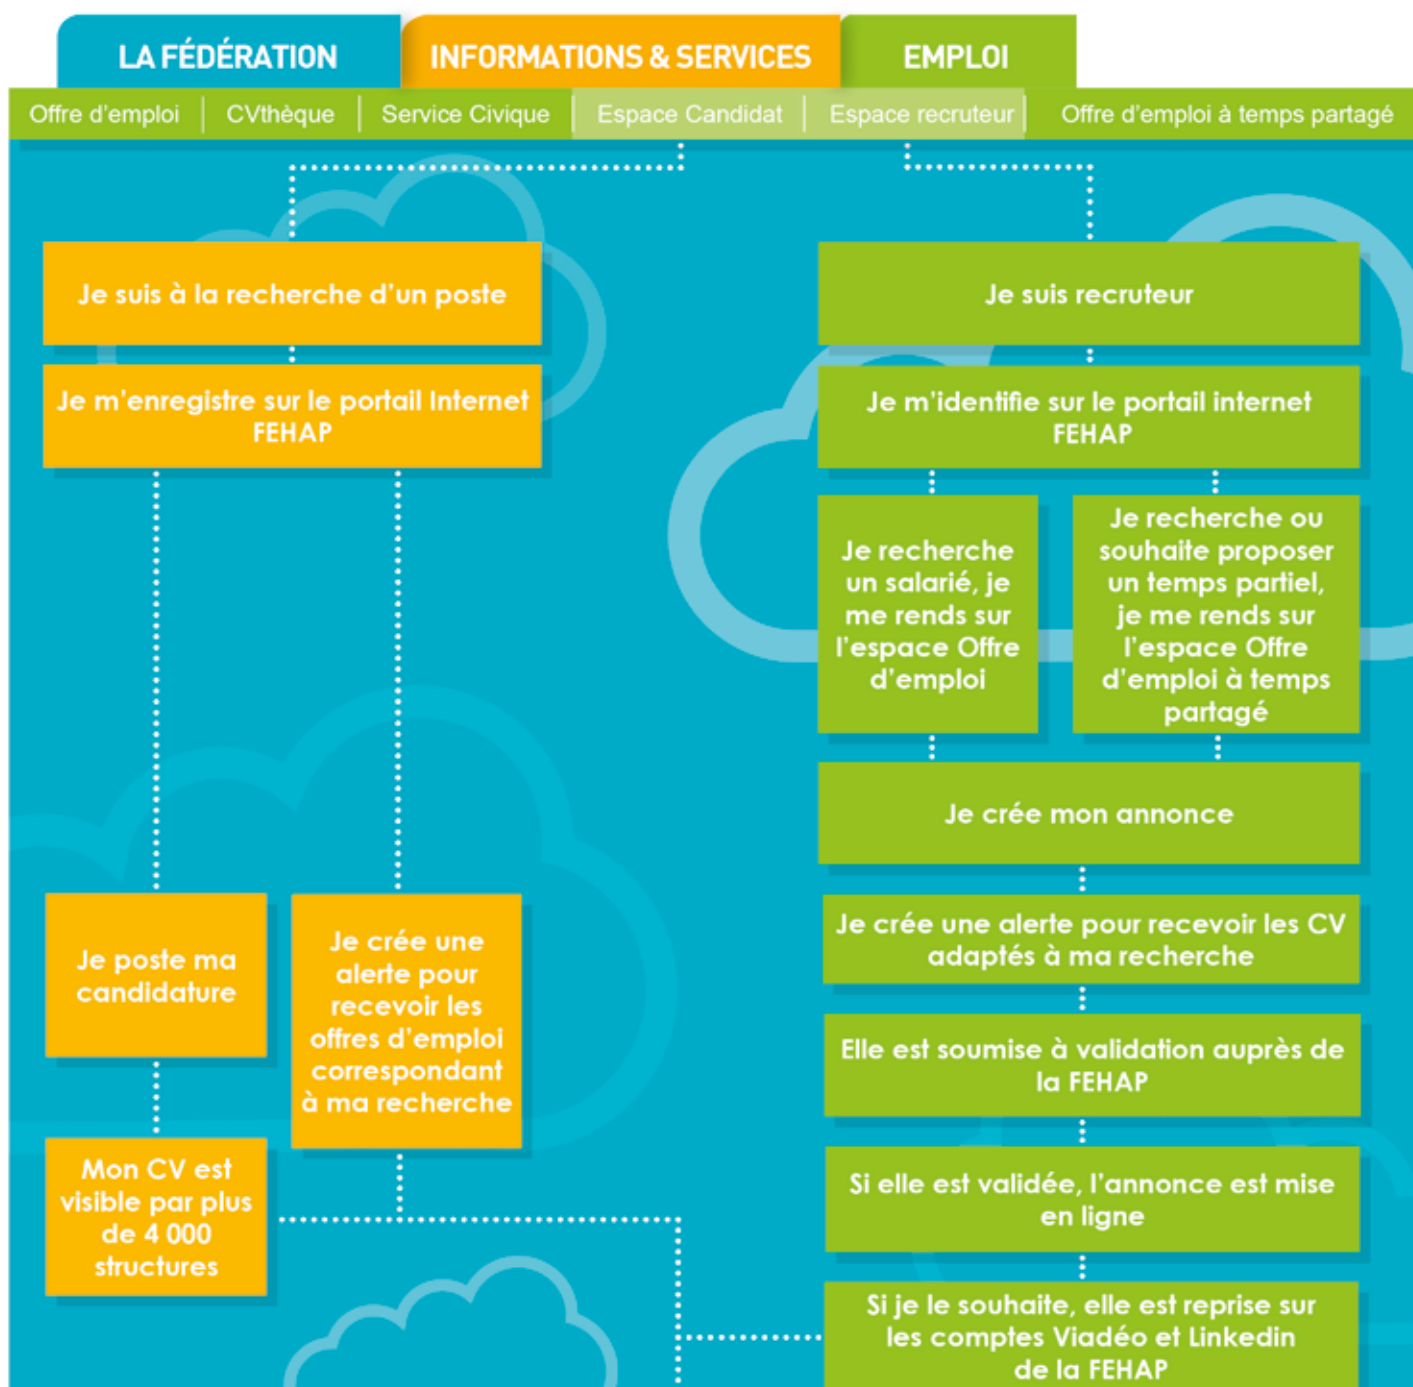 LA FÉDÉRATION
INFORMATIONS & SERVICES
EMPLOI
Offre d'emploi
CVthèque
Service Civique
Espace Candidat
Espace recruteur
Offre d'emploi à temps partagé
Je suis à la recherche d'un poste
Je m'enregistre sur le portail Internet
FEHAP
Je poste ma
candidature
Mon CV est
visible par plus
de 4 000
structures
Je crée une
alerte pour
recevoir les
offres d'emploi
correspondant
à ma recherche
Je suis recruteur
Je m'identifie sur le portail internet
FEHAP
Je recherche
un salarié, je
me rends sur
l'espace Offre
d'emploi
Je recherche ou
souhaite proposer
un temps partiel,
je me rends sur
l'espace Offre
d'emploi à temps
partagé
Je crée mon annonce
Je crée une alerte pour recevoir les CV
adaptés à ma recherche
Elle est soumise à validation auprès de
la FEHAP
Si elle est validée, l'annonce est mise
en ligne
Si je le souhaite, elle est reprise sur
les comptes Viadéo et Linkedin
de la FEHAP